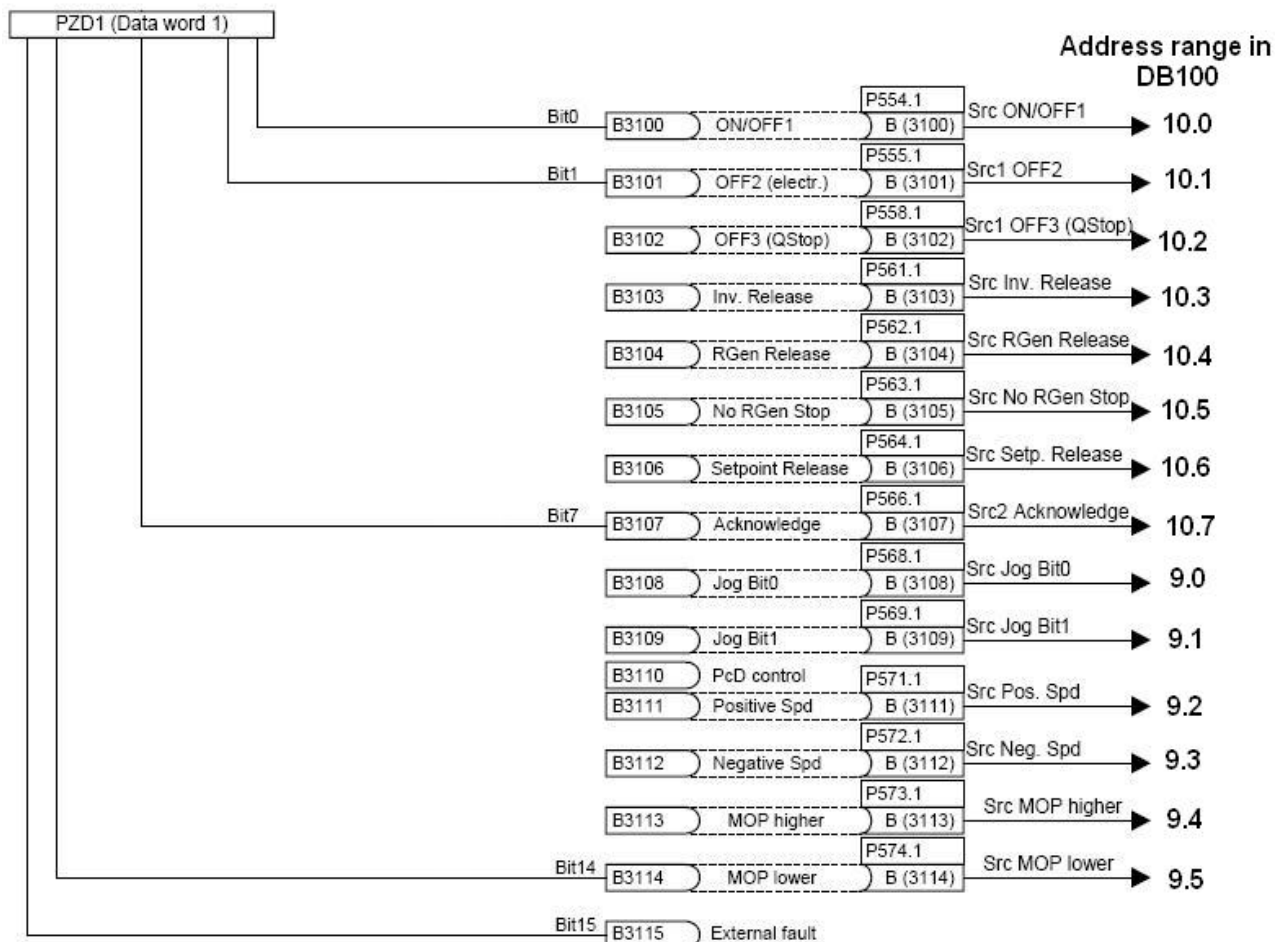 PZD1 (Data word 1)
Address range in
DB100
Bit0 B3100 ON/OFF1 P554.1 B (3100) Src ON/OFF1 10.0
Bit1 B3101 OFF2 (electr.) P555.1 B (3101) Src1 OFF2 10.1
B3102 OFF3 (QStop) P558.1 B (3102) Src1 OFF3 (QStop) 10.2
B3103 Inv. Release P561.1 B (3103) Src Inv. Release 10.3
B3104 RGen Release P562.1 B (3104) Src RGen Release 10.4
B3105 No RGen Stop P563.1 B (3105) Src No RGen Stop 10.5
B3106 Setpoint Release P564.1 B (3106) Src Setp. Release 10.6
Bit7 B3107 Acknowledge P566.1 B (3107) Src2 Acknowledge 10.7
B3108 Jog Bit0 P568.1 B (3108) Src Jog Bit0 9.0
B3109 Jog Bit1 P569.1 B (3109) Src Jog Bit1 9.1
B3110 PcD control
B3111 Positive Spd P571.1 B (3111) Src Pos. Spd 9.2
B3112 Negative Spd P572.1 B (3112) Src Neg. Spd 9.3
B3113 MOP higher P573.1 B (3113) Src MOP higher 9.4
Bit14 B3114 MOP lower P574.1 B (3114) Src MOP lower 9.5
Bit15 B3115 External fault